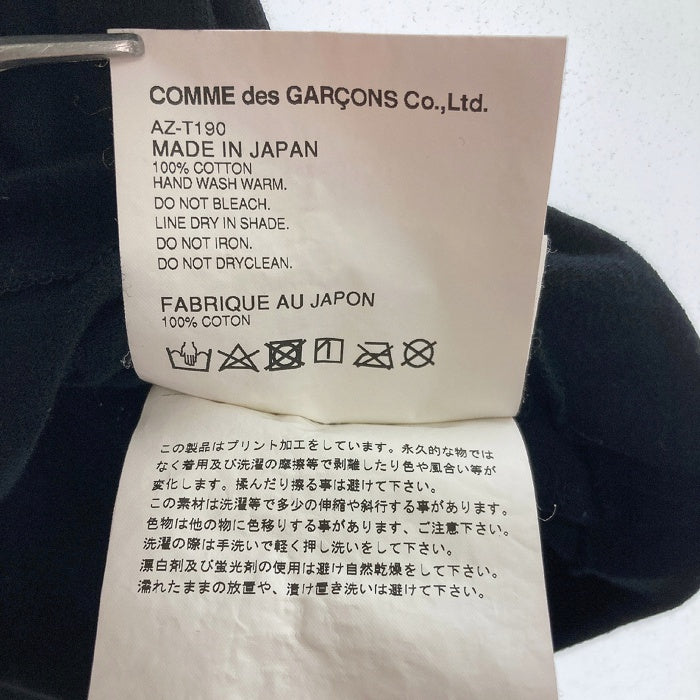 COMME des GARÇONS Co.,Ltd.
AZ-T190
MADE IN JAPAN
100% COTTON
HAND WASH WARM.
DO NOT BLEACH.
LINE DRY IN SHADE.
DO NOT IRON.
DO NOT DRYCLEAN.
FABRIQUE AU JAPON
100% COTON
この製品はプリント加工をしています。永久的な物では
なく着用及び洗濯の摩擦等で剥離したり色や風合い等が
変化します。揉んだり擦る事は避けて下さい。
この素材は洗濯等で多少の伸縮や斜行する事があります。
色物は他の物に色移りする事があります、ご注意下さい。
洗濯の際は手洗いで軽く押し洗いをして下さい。
漂白剤及び蛍光剤の使用は避け自然乾燥をして下さい。
濡れたままの放置や、漬け置き洗いは避けて下さい。